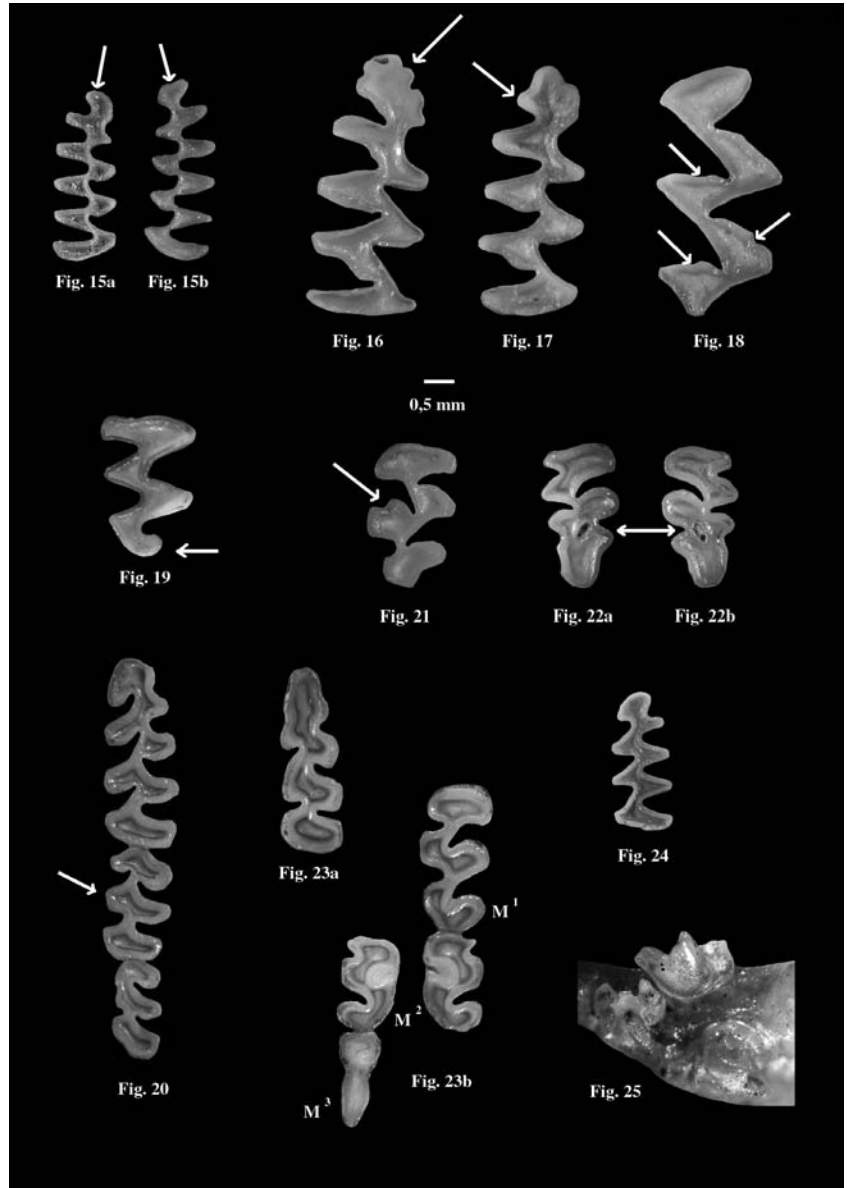 Fig. 15a
Fig. 15b
Fig. 16
Fig. 17
Fig. 18
0,5 mm
Fig. 19
Fig. 21
Fig. 22a
Fig. 22b
Fig. 23a
Fig. 24
M 1
M 2
Fig. 23b
Fig. 20
M 3
Fig. 25